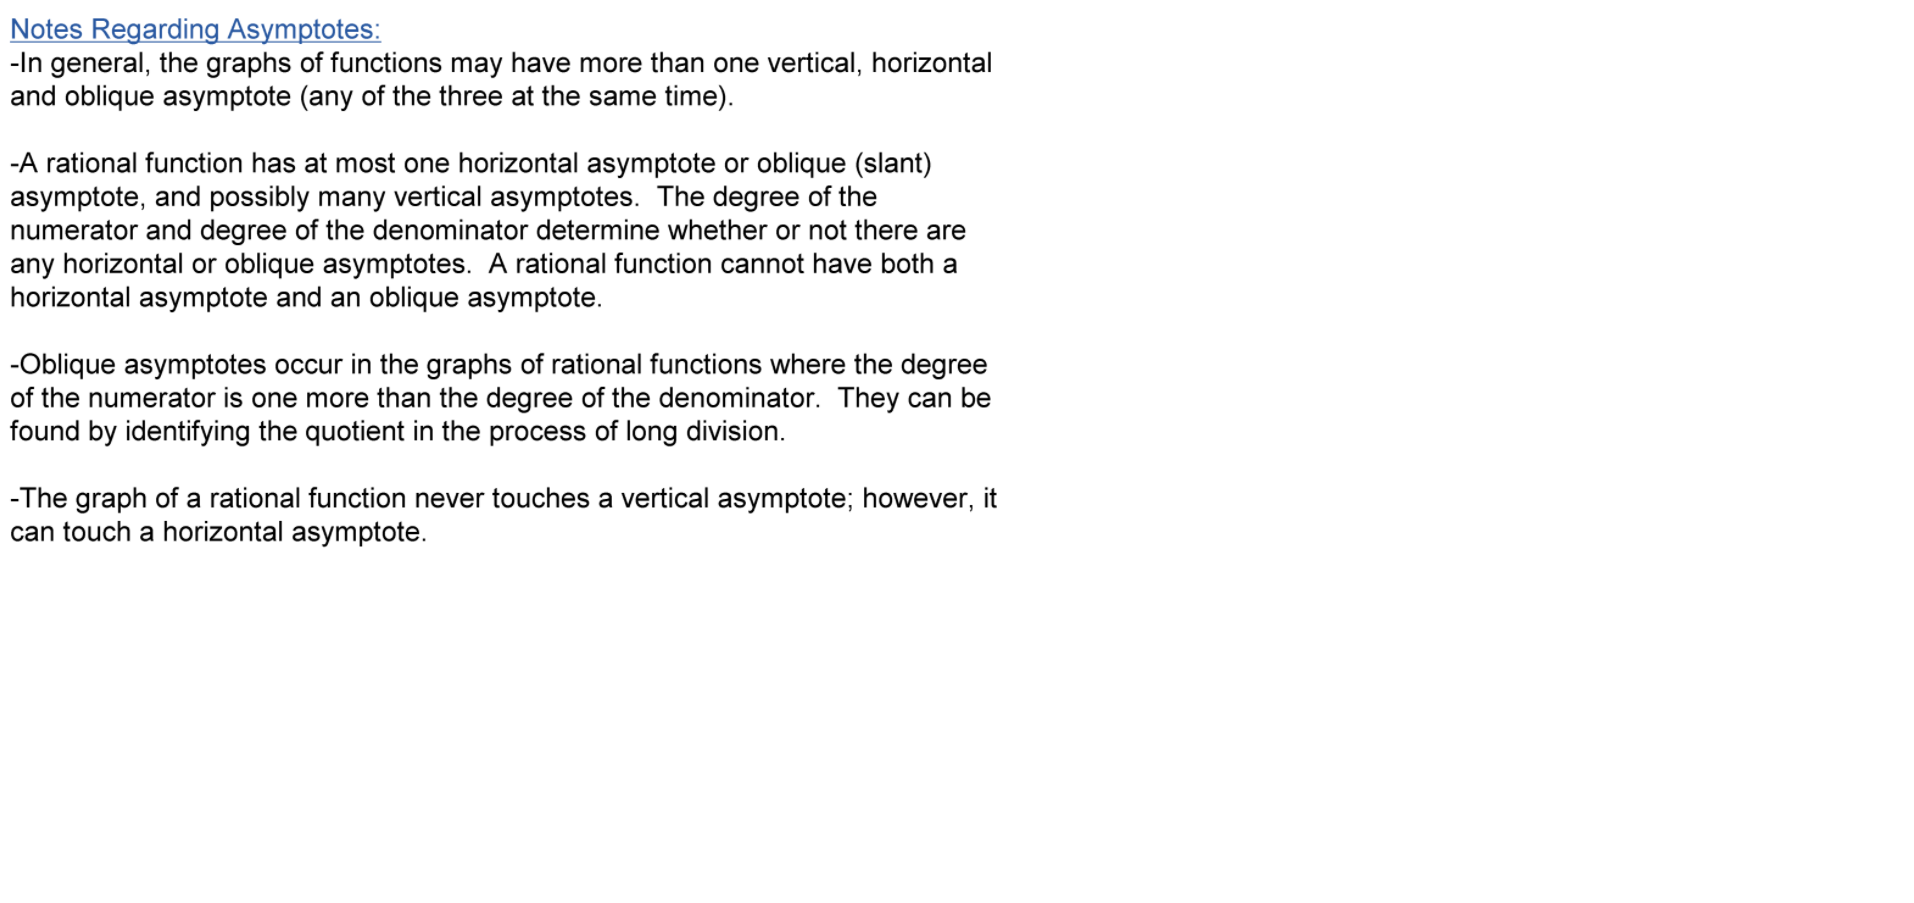 Notes Regarding Asymptotes:
-In general, the graphs of functions may have more than one vertical, horizontal
and oblique asymptote (any of the three at the same time).
-A rational function has at most one horizontal asymptote or oblique (slant)
asymptote, and possibly many vertical asymptotes.  The degree of the
numerator and degree of the denominator determine whether or not there are
any horizontal or oblique asymptotes.  A rational function cannot have both a
horizontal asymptote and an oblique asymptote.
-Oblique asymptotes occur in the graphs of rational functions where the degree
of the numerator is one more than the degree of the denominator.  They can be
found by identifying the quotient in the process of long division.
-The graph of a rational function never touches a vertical asymptote; however, it
can touch a horizontal asymptote.